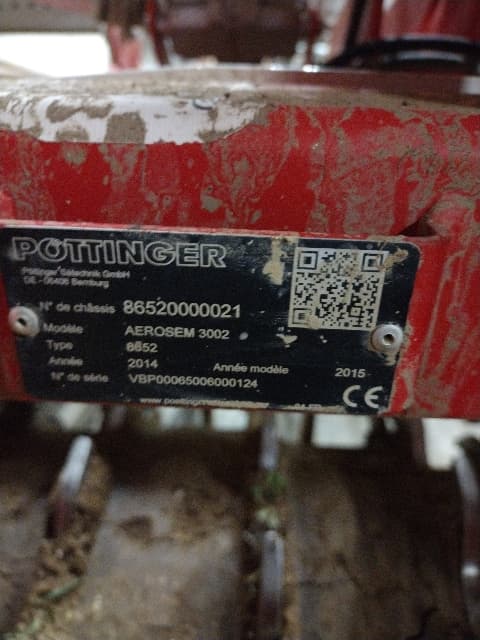 PÖTTINGER
Pöttinger Sätechnik GmbH
DE - 06406 Bernburg
N° de châssis 86520000021
Modèle AEROSEM 3002
Type 8652
Année 2014 Année modèle 2015
N° de série VBP00065006000124
CE